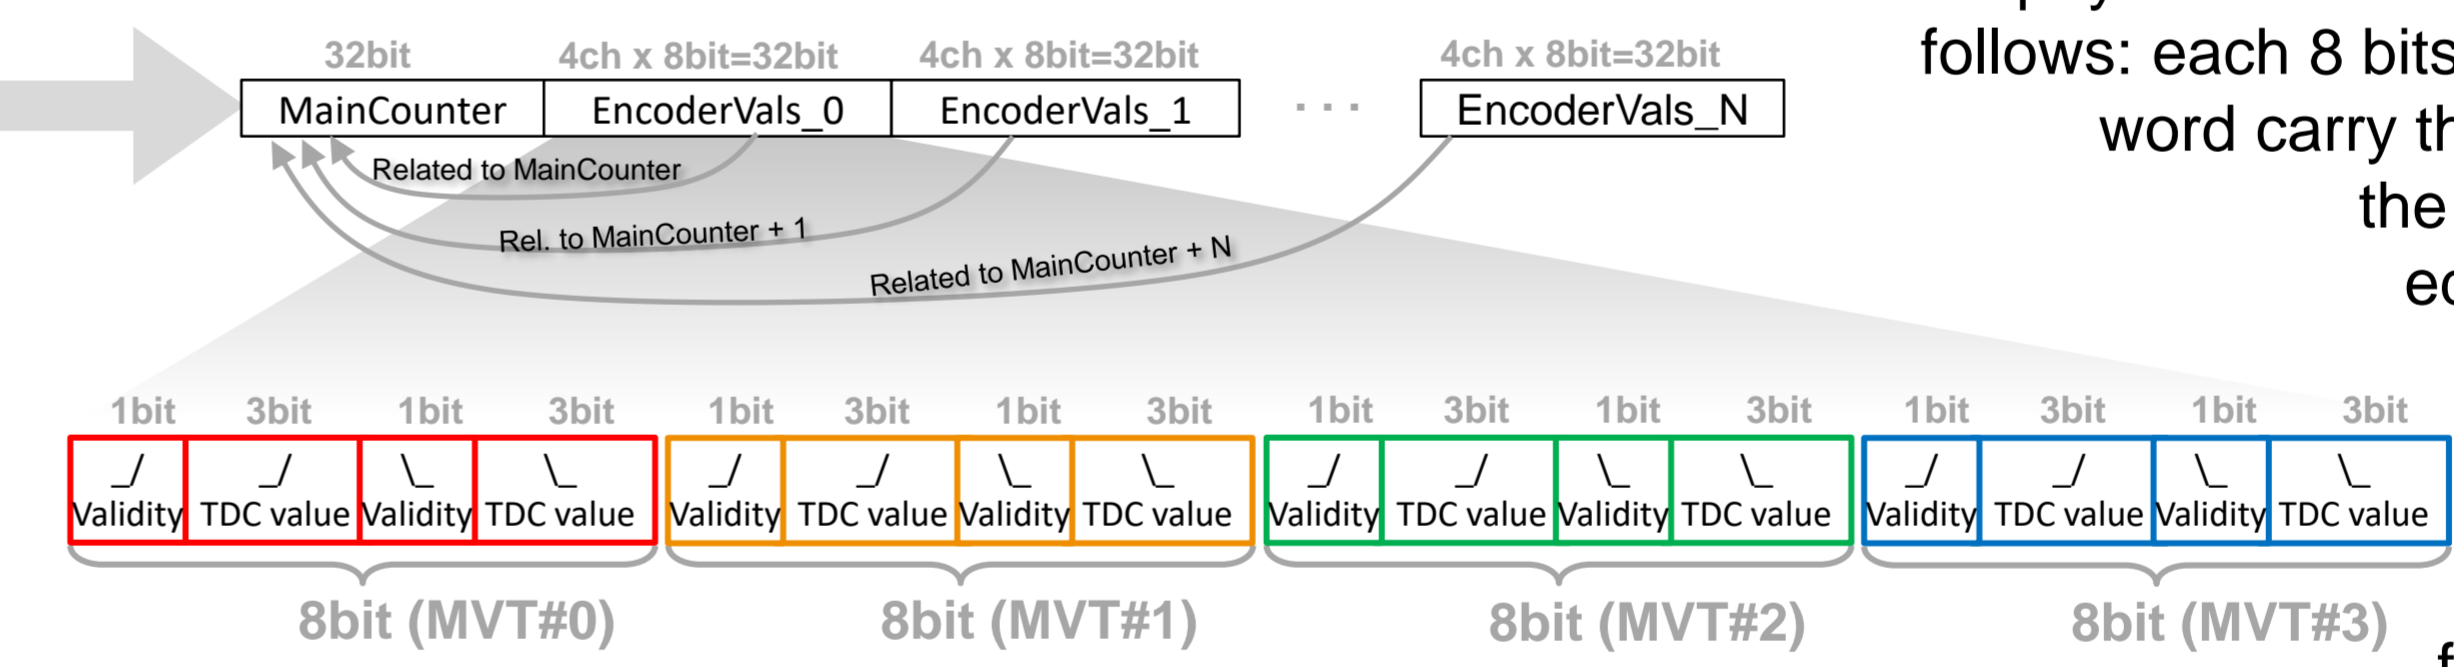 32bit 4ch x 8bit=32bit 4ch x 8bit=32bit 4ch x 8bit=32bit
MainCounter EncoderVals_0 EncoderVals_1 . . . EncoderVals_N
Related to MainCounter
Rel. to MainCounter + 1
Related to MainCounter + N
follows: each 8 bits
word carry
the
1bit 3bit 1bit 3bit 1bit 3bit 1bit 3bit 1bit 3bit 1bit 3bit 1bit 3bit 1bit 3bit
_/ _/ \_ \_ _/ _/ \_ \_ _/ _/ \_ \_ _/ _/ \_ \_
Validity TDC value Validity TDC value Validity TDC value Validity TDC value Validity TDC value Validity TDC value Validity TDC value Validity TDC value
8bit (MVT#0) 8bit (MVT#1) 8bit (MVT#2) 8bit (MVT#3)